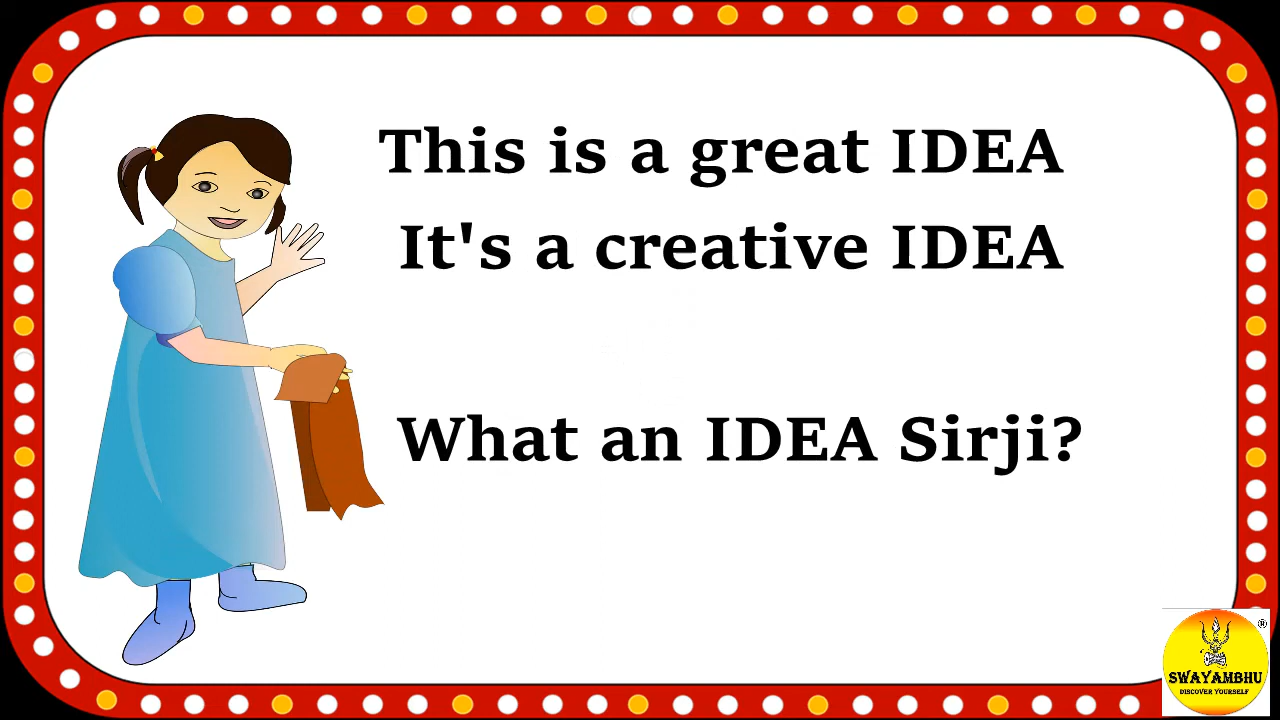 This is a great IDEA
It's a creative IDEA
What an IDEA Sirji?
®
SWAYAMBHU
DISCOVER YOURSELF